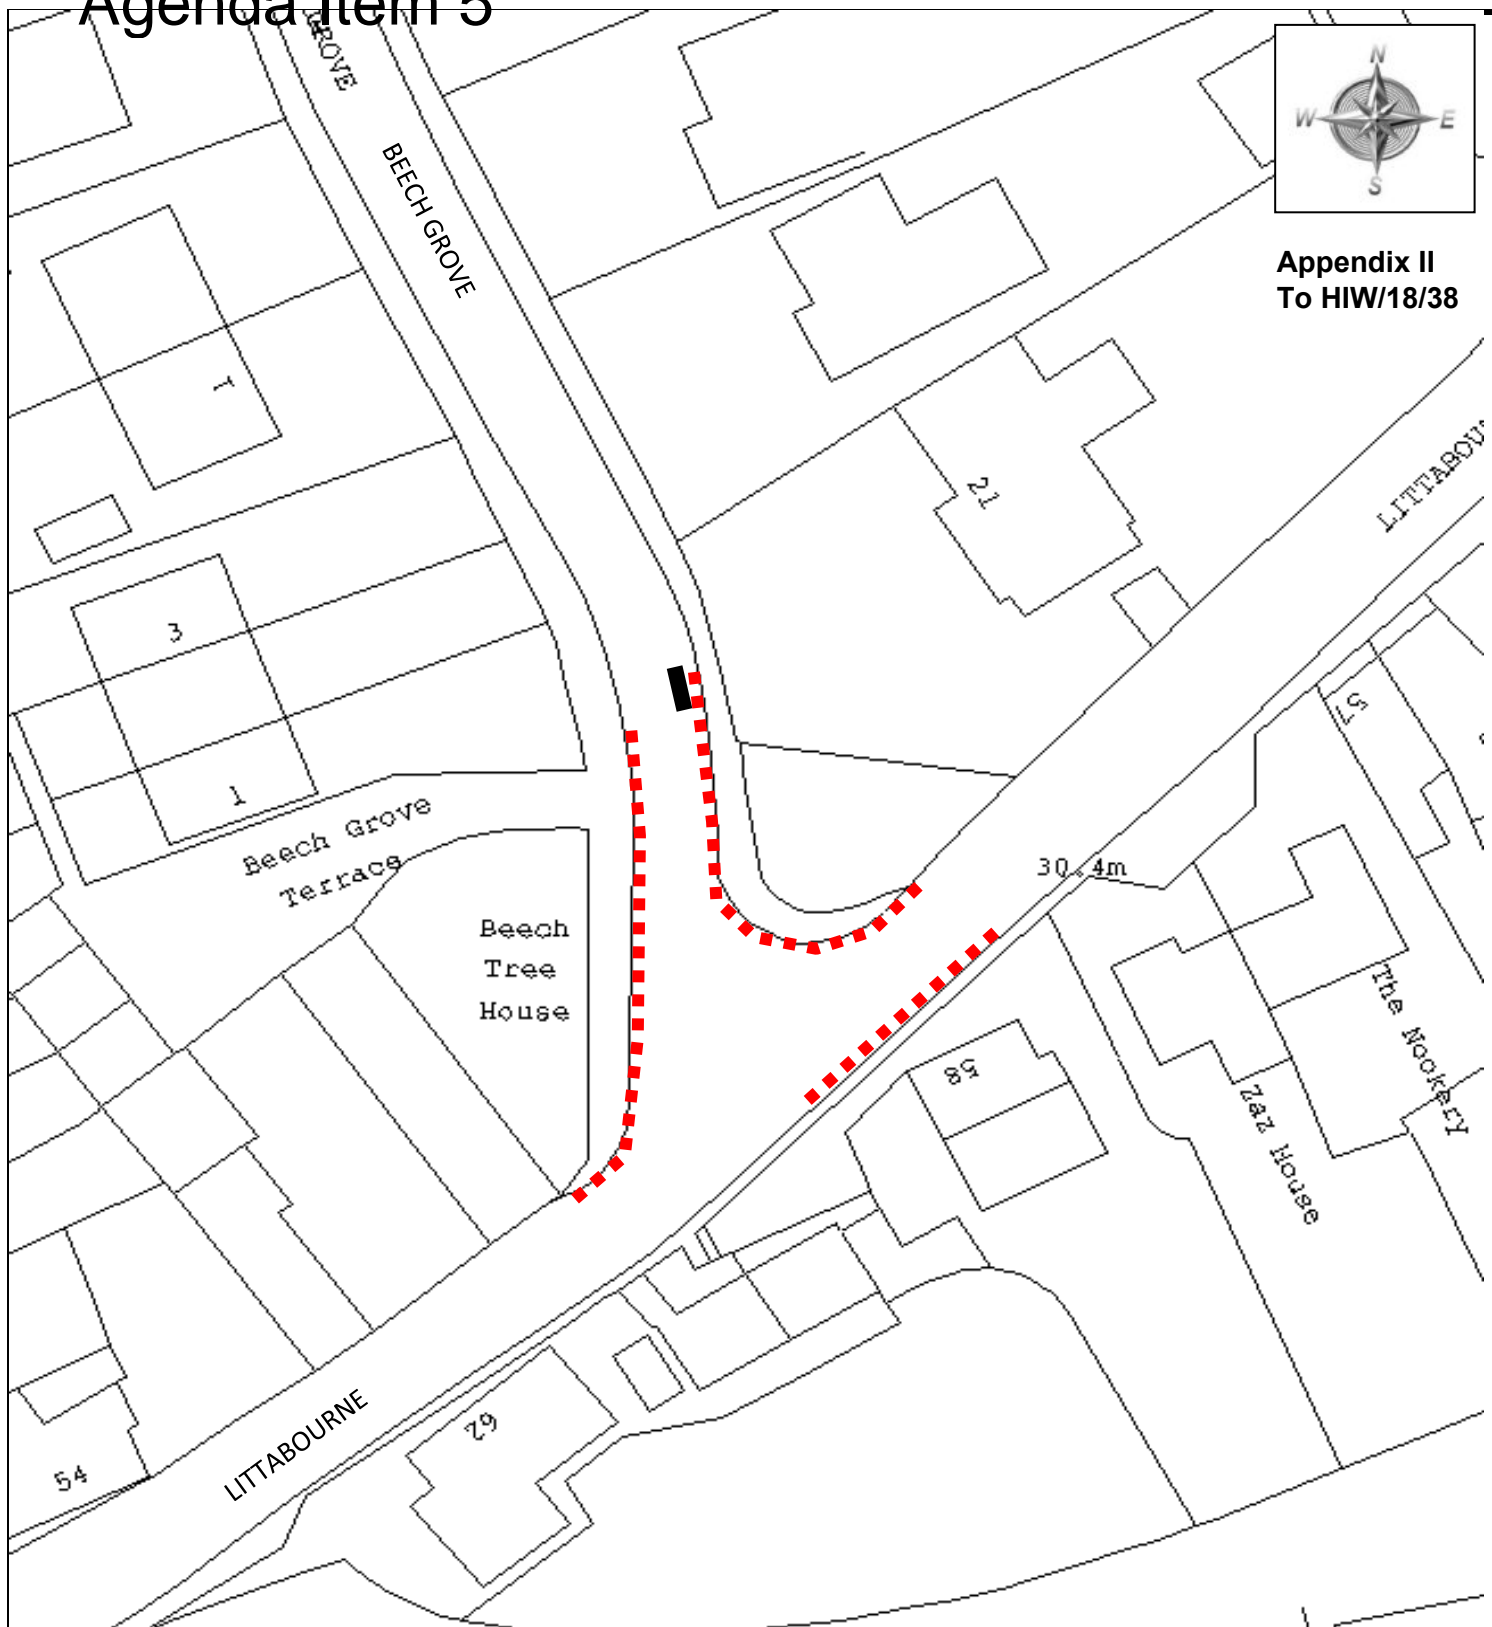 Agenda Item 5
GROVE
BEECH GROVE
N
W E
S
Appendix II
To HIW/18/38
21
3
1
Beech Grove
Terrace
Beech
Tree
House
30.4m
57
58
The Nookery
Zaz House
62
54
LITTABOURNE